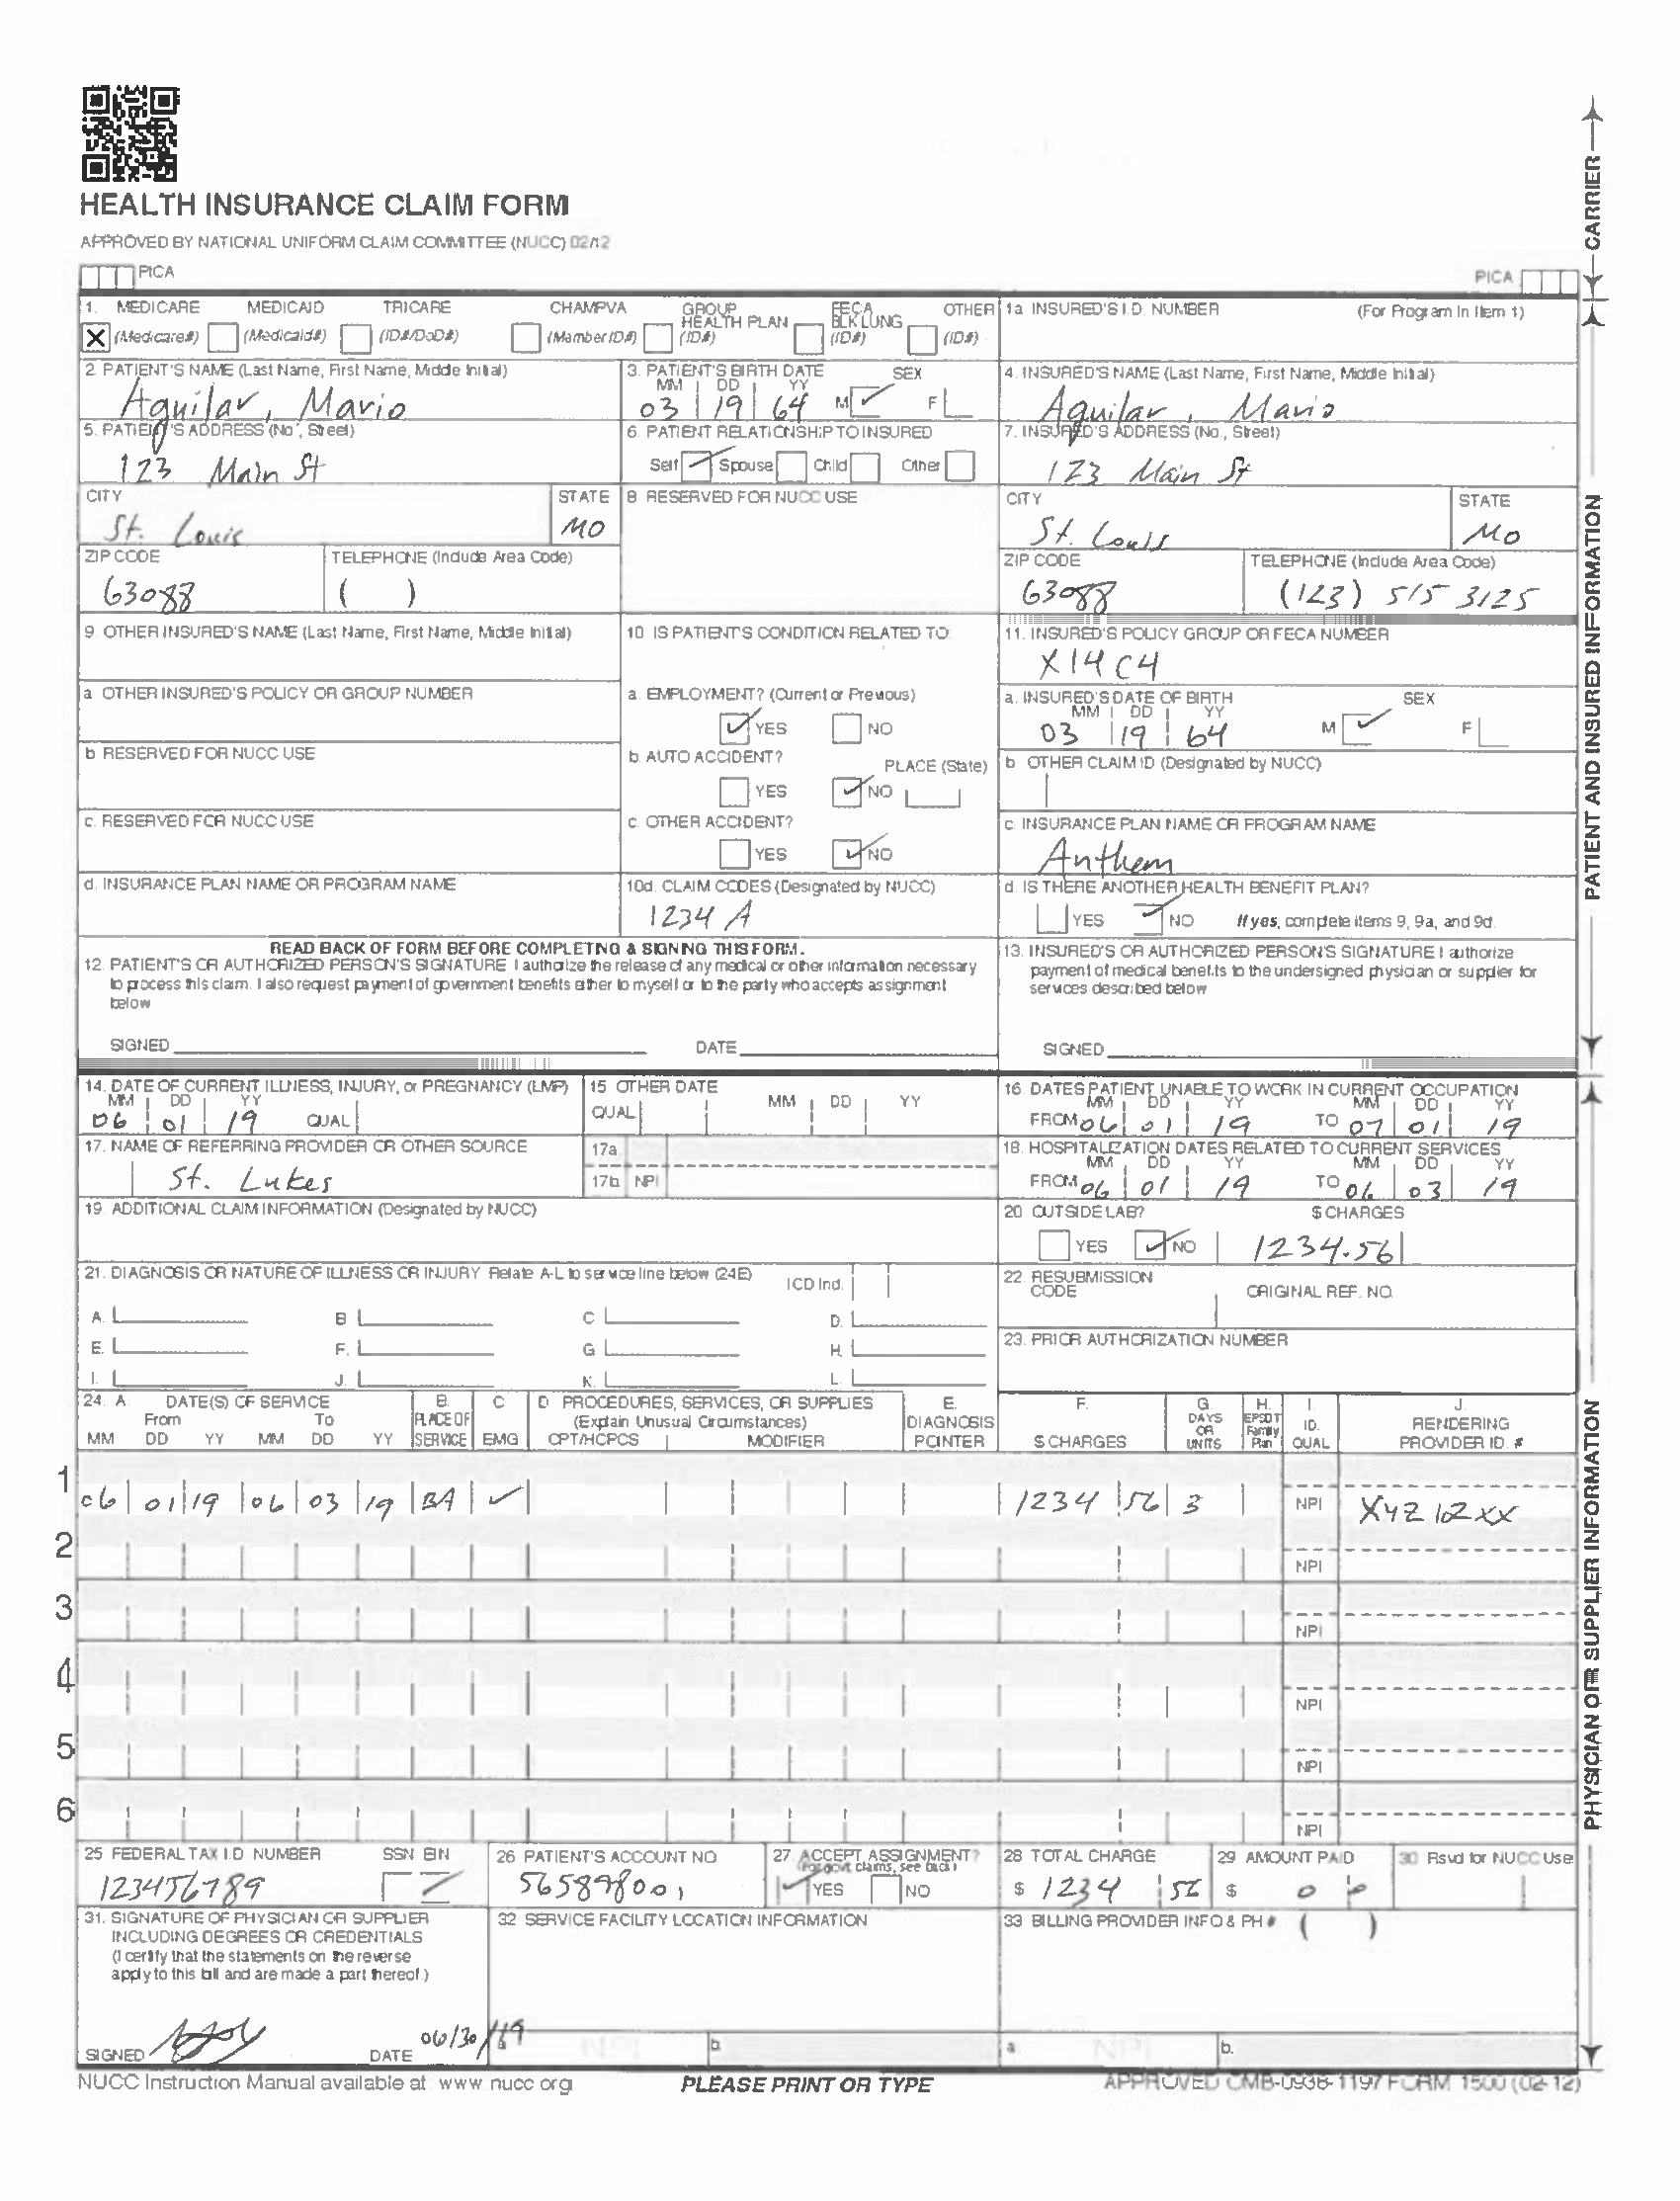 HEALTH INSURANCE CLAIM FORM
APPROVED BY NATIONAL UNIFORM CLAIM COMMITTEE (NUCC) 02/12
PICA
PICA
CARRIER
1. MEDICARE MEDICAID TRICARE CHAMPVA GROUP HEALTH PLAN FECA BLK LUNG OTHER
X (Medicare#) (Medicaid#) (ID#/DoD#) (Member ID#) (ID#) (ID#) (ID#)
1a. INSURED'S I.D. NUMBER (For Program in Item 1)
2. PATIENT'S NAME (Last Name, First Name, Middle Initial)
Aguilar, Mario
3. PATIENT'S BIRTH DATE SEX
MM DD YY
03 19 64 M ✓ F
4. INSURED'S NAME (Last Name, First Name, Middle Initial)
Aguilar, Mario
5. PATIENT'S ADDRESS (No., Street)
123 Main St
6. PATIENT RELATIONSHIP TO INSURED
Self ✓ Spouse Child Other
7. INSURED'S ADDRESS (No., Street)
123 Main St
CITY
St. Louis
STATE
MO
8. RESERVED FOR NUCC USE
CITY
St. Louis
STATE
MO
ZIP CODE
63088
TELEPHONE (Include Area Code)
( )
ZIP CODE
63088
TELEPHONE (Include Area Code)
(123) 515 3125
9. OTHER INSURED'S NAME (Last Name, First Name, Middle Initial)
10. IS PATIENT'S CONDITION RELATED TO:
11. INSURED'S POLICY GROUP OR FECA NUMBER
X14C4
a. OTHER INSURED'S POLICY OR GROUP NUMBER
a. EMPLOYMENT? (Current or Previous)
✓ YES NO
a. INSURED'S DATE OF BIRTH SEX
MM DD YY
03 19 64 M ✓ F
b. RESERVED FOR NUCC USE
b. AUTO ACCIDENT? PLACE (State)
YES ✓ NO
b. OTHER CLAIM ID (Designated by NUCC)
c. RESERVED FOR NUCC USE
c. OTHER ACCIDENT?
YES ✓ NO
c. INSURANCE PLAN NAME OR PROGRAM NAME
Anthem
d. INSURANCE PLAN NAME OR PROGRAM NAME
10d. CLAIM CODES (Designated by NUCC)
1234 A
d. IS THERE ANOTHER HEALTH BENEFIT PLAN?
YES ✓ NO If yes, complete items 9, 9a, and 9d.
READ BACK OF FORM BEFORE COMPLETING & SIGNING THIS FORM.
12. PATIENT'S OR AUTHORIZED PERSON'S SIGNATURE I authorize the release of any medical or other information necessary
to process this claim. I also request payment of government benefits either to myself or to the party who accepts assignment
below
SIGNED DATE
13. INSURED'S OR AUTHORIZED PERSON'S SIGNATURE I authorize
payment of medical benefits to the undersigned physician or supplier for
services described below
SIGNED
PATIENT AND INSURED INFORMATION
14. DATE OF CURRENT ILLNESS, INJURY, or PREGNANCY (LMP)
MM DD YY
06 01 19 QUAL
15. OTHER DATE
QUAL MM DD YY
16. DATES PATIENT UNABLE TO WORK IN CURRENT OCCUPATION
MM DD YY MM DD YY
FROM 06 01 19 TO 07 01 19
17. NAME OF REFERRING PROVIDER OR OTHER SOURCE
St. Lukes
17a
17b NPI
18. HOSPITALIZATION DATES RELATED TO CURRENT SERVICES
MM DD YY MM DD YY
FROM 06 01 19 TO 06 03 19
19. ADDITIONAL CLAIM INFORMATION (Designated by NUCC)
20. OUTSIDE LAB? $ CHARGES
YES ✓ NO 1234.56
21. DIAGNOSIS OR NATURE OF ILLNESS OR INJURY Relate A-L to service line below (24E) ICD Ind.
A. B. C. D.
E. F. G. H.
I. J. K. L.
22. RESUBMISSION CODE ORIGINAL REF. NO.
23. PRIOR AUTHORIZATION NUMBER
24. A. DATE(S) OF SERVICE B. C. D. PROCEDURES, SERVICES, OR SUPPLIES E. F. G. H. I. J.
From To PLACE OF (Explain Unusual Circumstances) DIAGNOSIS DAYS OR EPSDT Family ID. RENDERING
MM DD YY MM DD YY SERVICE EMG CPT/HCPCS MODIFIER POINTER $ CHARGES UNITS Plan QUAL PROVIDER ID. #
1 06 01 19 06 03 19 BA ✓ 1234 56 3 NPI XYZ12XX
2 NPI
3 NPI
4 NPI
5 NPI
6 NPI
25. FEDERAL TAX I.D. NUMBER SSN EIN
123456789 ✓
26. PATIENT'S ACCOUNT NO.
565898001
27. ACCEPT ASSIGNMENT?
(For govt. claims, see back)
✓ YES NO
28. TOTAL CHARGE
$ 1234 56
29. AMOUNT PAID
$ 0 0
30. Rsvd for NUCC Use
31. SIGNATURE OF PHYSICIAN OR SUPPLIER
INCLUDING DEGREES OR CREDENTIALS
(I certify that the statements on the reverse
apply to this bill and are made a part thereof.)
SIGNED DATE 06/30/19
32. SERVICE FACILITY LOCATION INFORMATION
a. NPI b.
33. BILLING PROVIDER INFO & PH # ( )
a. NPI b.
PHYSICIAN OR SUPPLIER INFORMATION
NUCC Instruction Manual available at: www.nucc.org
PLEASE PRINT OR TYPE
APPROVED OMB-0938-1197 FORM 1500 (02-12)